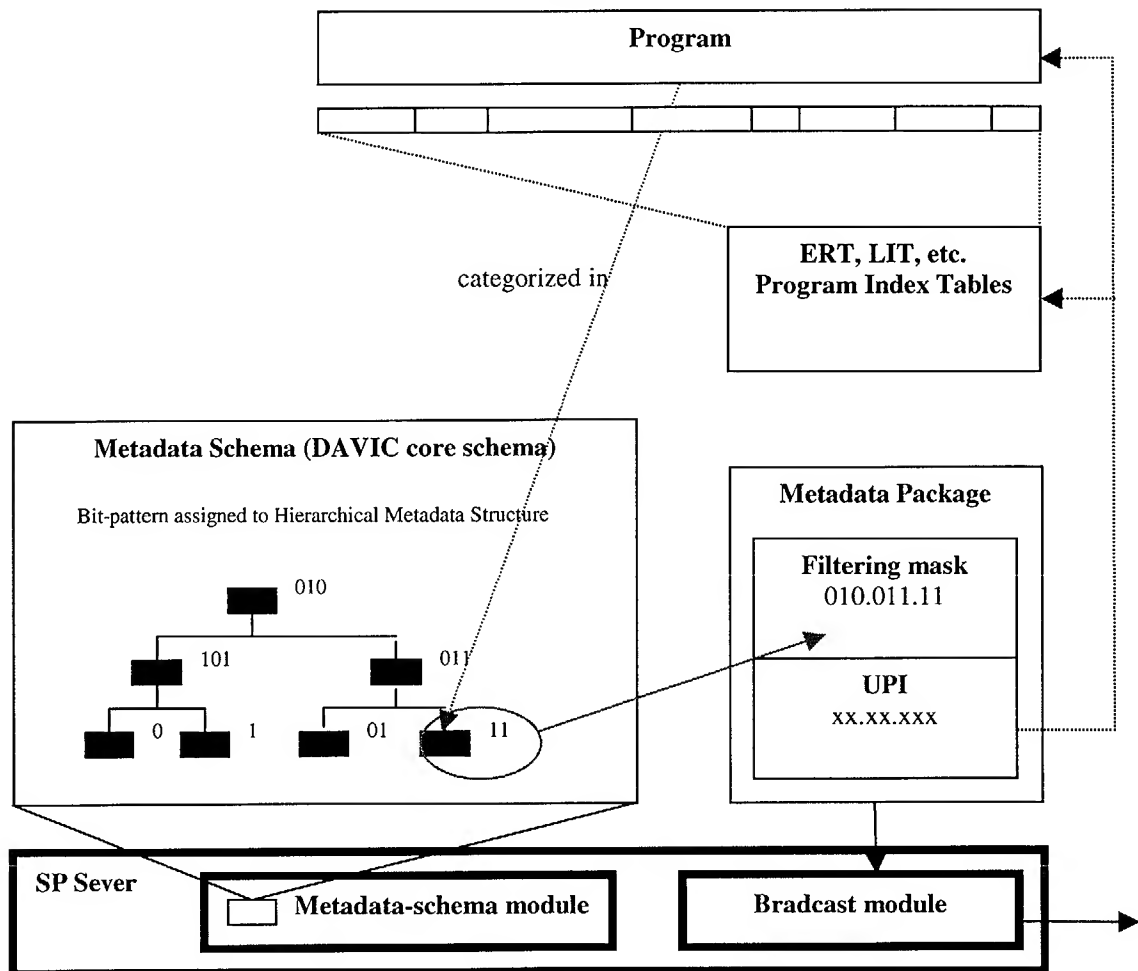 Program
categorized in
ERT, LIT, etc.
Program Index Tables
Metadata Schema (DAVIC core schema)
Bit-pattern assigned to Hierarchical Metadata Structure
010
101
011
0
1
01
11
Metadata Package
Filtering mask
010.011.11
UPI
xx.xx.xxx
SP Sever
Metadata-schema module
Bradcast module